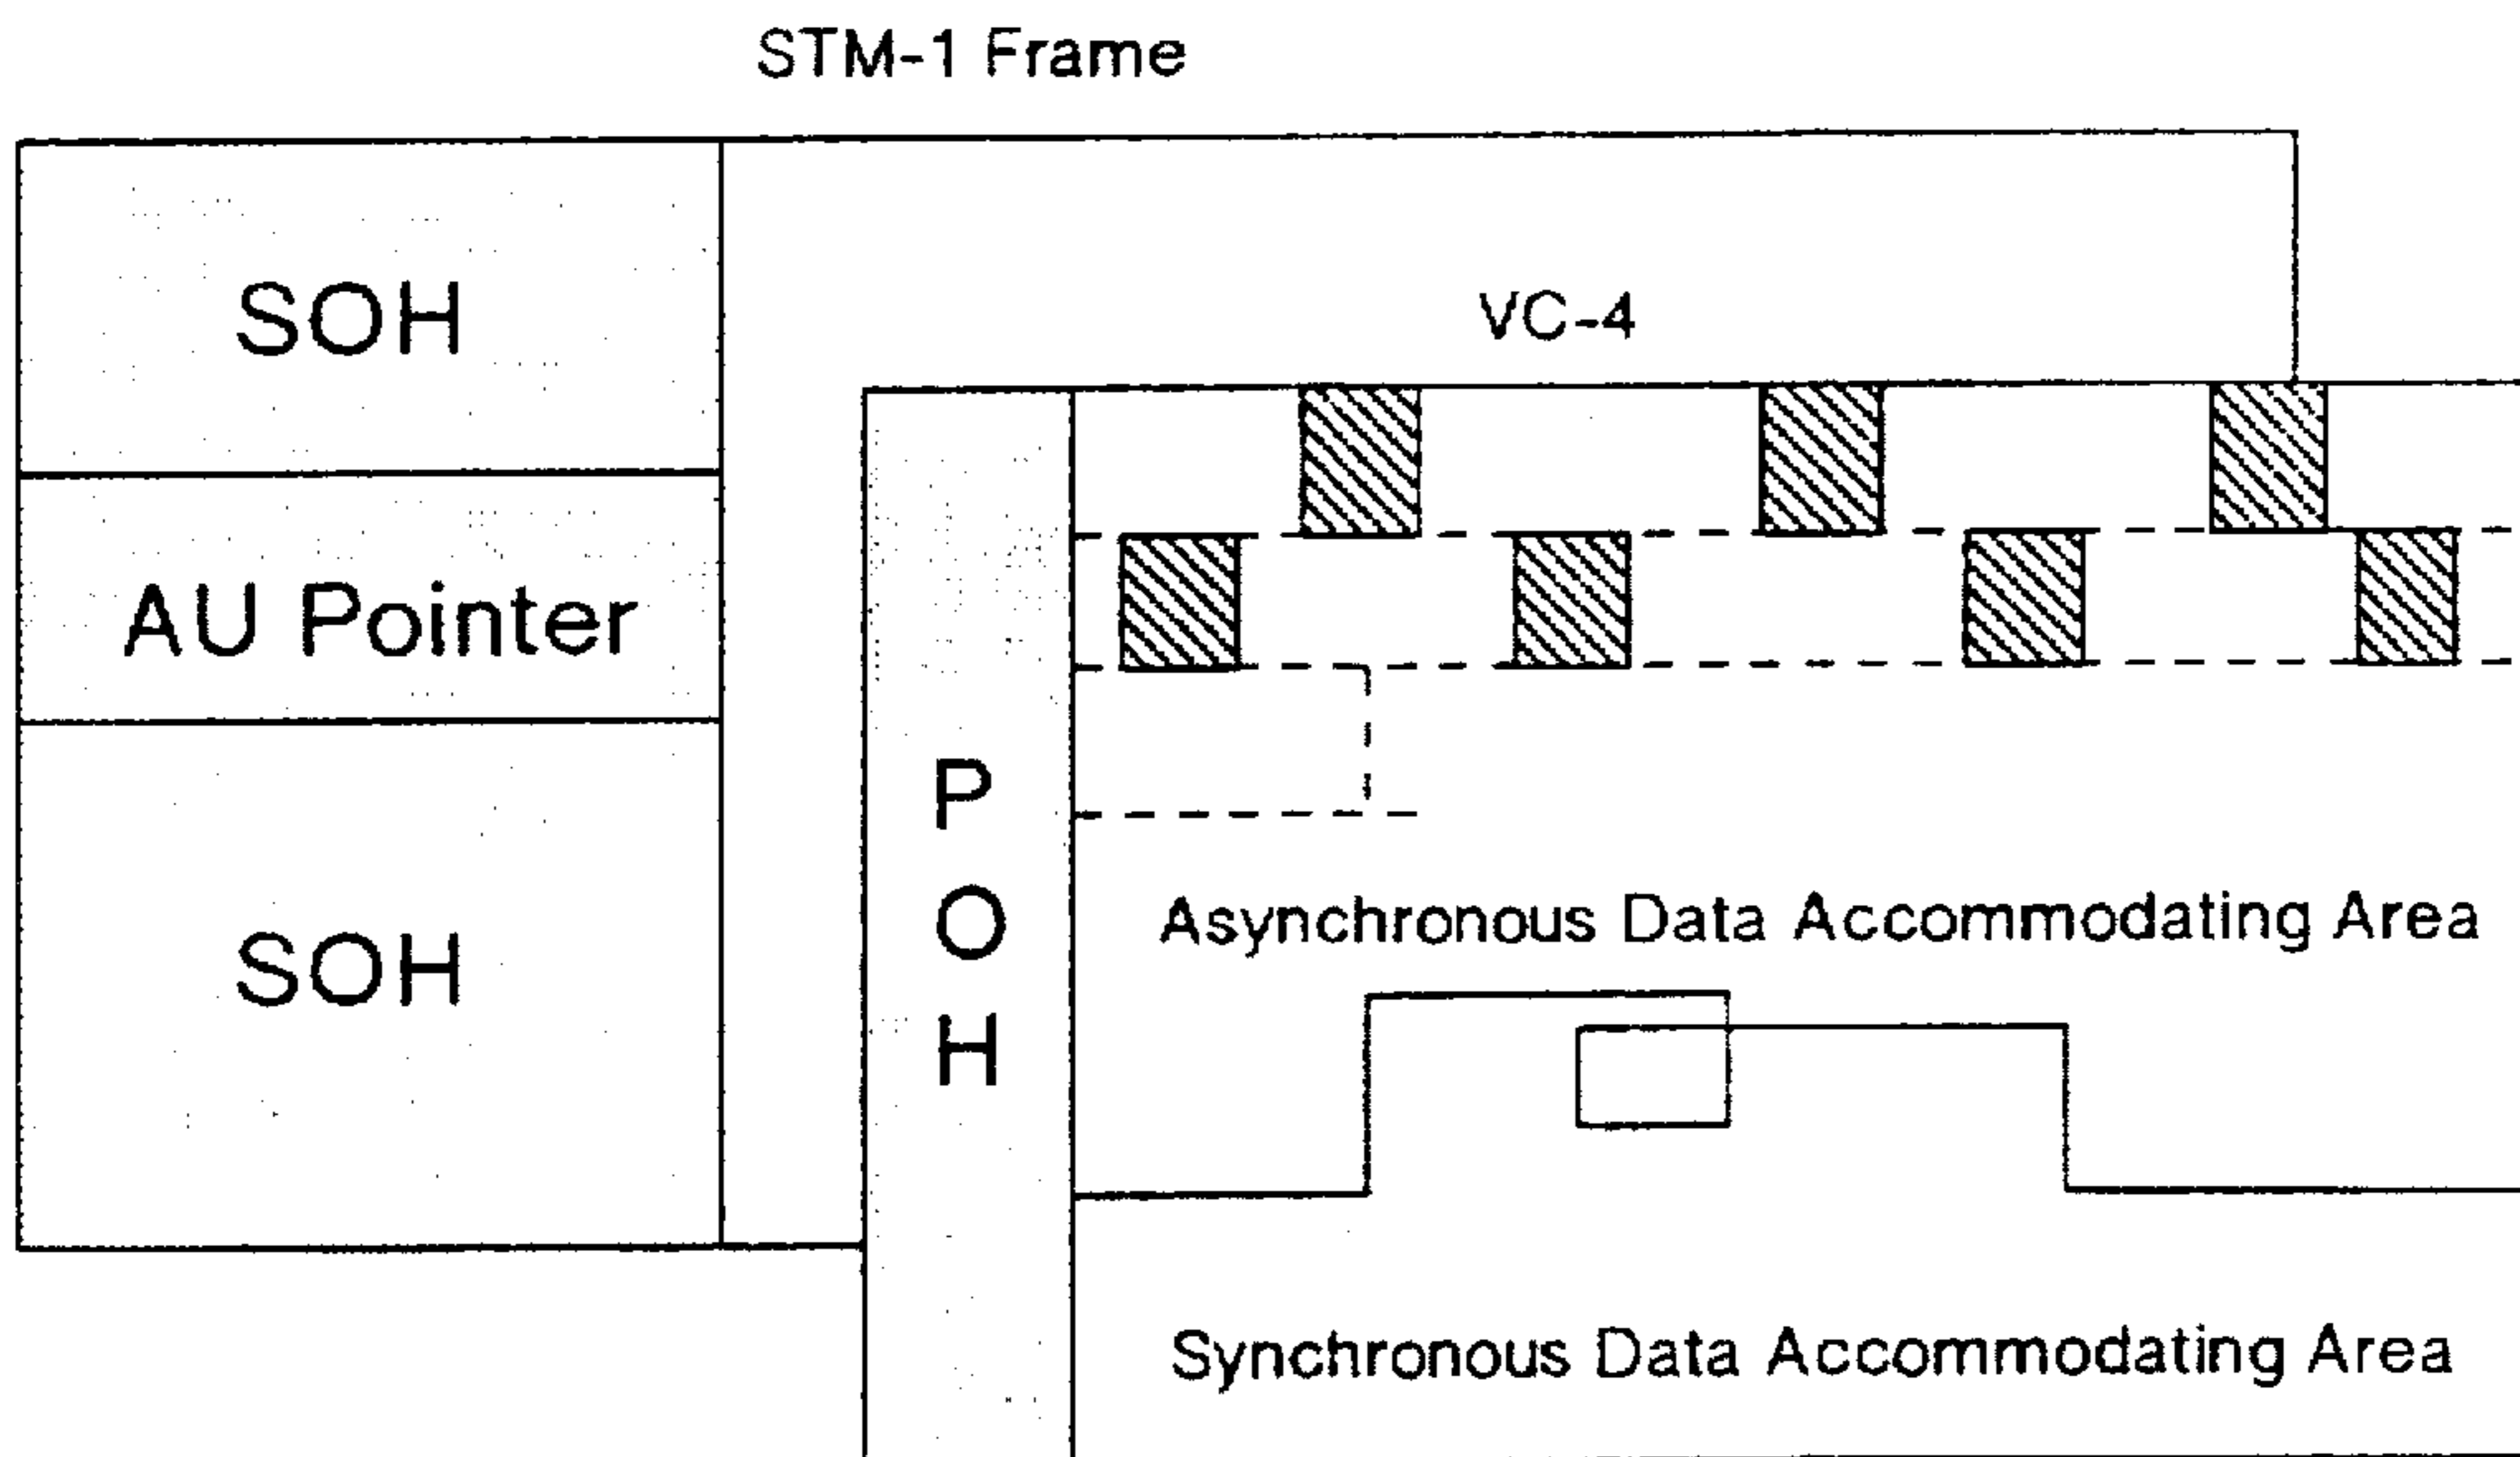 STM-1 Frame
SOH
AU Pointer
SOH
VC-4
P
O
H
Asynchronous Data Accommodating Area
Synchronous Data Accommodating Area